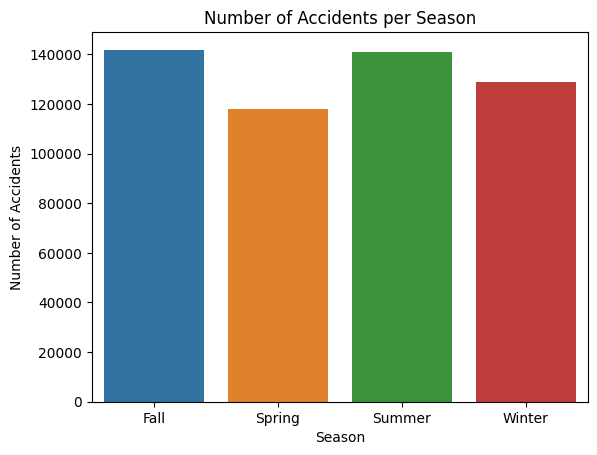 Number of Accidents per Season
Number of Accidents
140000
120000
100000
80000
60000
40000
20000
0
Fall Spring Summer Winter
Season